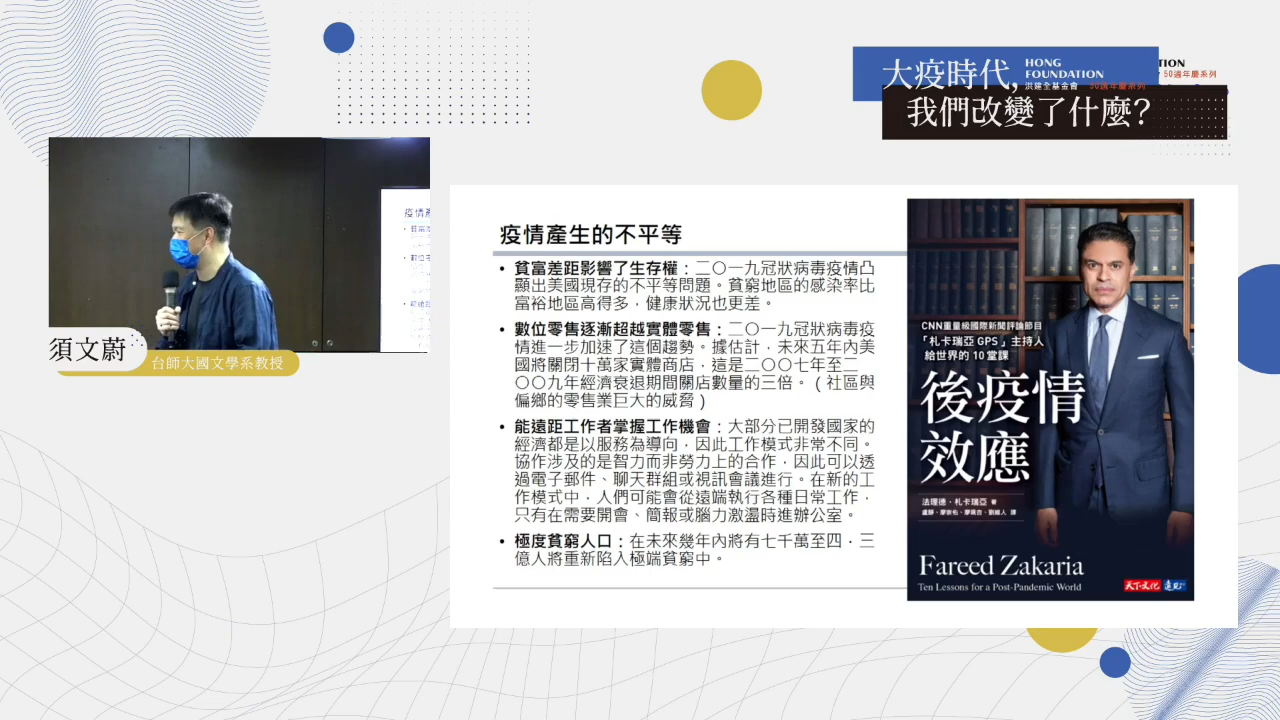 大疫時代,
HONG
FOUNDATION
洪建全基金會 50週年慶系列
TION
50週年慶系列
我們改變了什麼?
疫情產
須文蔚
台師大國文學系教授
疫情產生的不平等
• 貧富差距影響了生存權：二〇一九冠狀病毒疫情凸
顯出美國現存的不平等問題。貧窮地區的感染率比
富裕地區高得多，健康狀況也更差。
• 數位零售逐漸超越實體零售：二〇一九冠狀病毒疫
情進一步加速了這個趨勢。據估計，未來五年內美
國將關閉十萬家實體商店，這是二〇〇七年至二
〇〇九年經濟衰退期間關店數量的三倍。（社區與
偏鄉的零售業巨大的威脅）
• 能遠距工作者掌握工作機會：大部分已開發國家的
經濟都是以服務為導向，因此工作模式非常不同。
協作涉及的是智力而非勞力上的合作，因此可以透
過電子郵件、聊天群組或視訊會議進行。在新的工
作模式中，人們可能會從遠端執行各種日常工作，
只有在需要開會、簡報或腦力激盪時進辦公室。
• 極度貧窮人口：在未來幾年內將有七千萬至四．三
億人將重新陷入極端貧窮中。
CNN重量級國際新聞評論節目
「札卡瑞亞 GPS」主持人
給世界的 10 堂課
後疫情
效應
法理德・札卡瑞亞 著
Fareed Zakaria
Ten Lessons for a Post-Pandemic World
天下文化 遠見